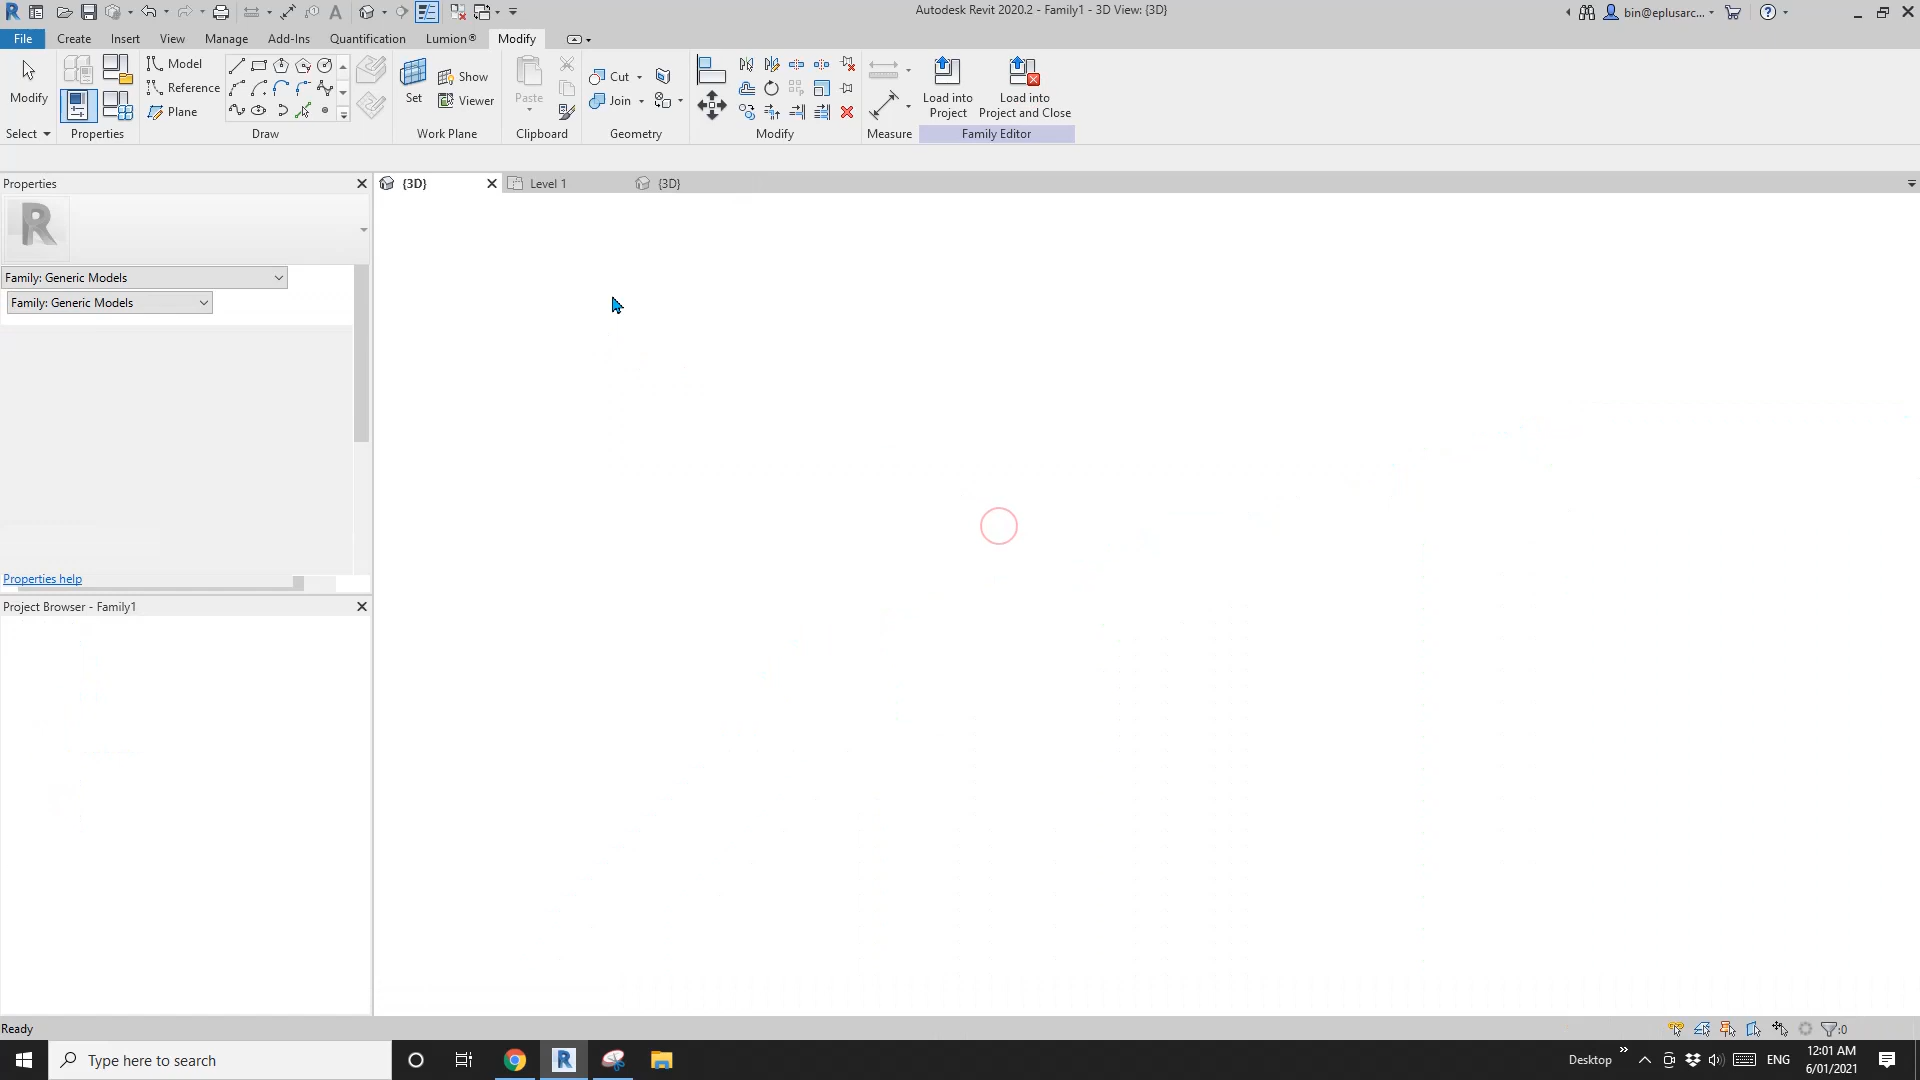 Autodesk Revit 2020.2 - Family1 - 3D View: {3D}
bin@eplusarc...
File Create Insert View Manage Add-Ins Quantification Lumion® Modify
Modify
Model
Reference
Plane
Set
Show
Viewer
Paste
Cut
Join
Load into
Project
Load into
Project and Close
Select Properties Draw Work Plane Clipboard Geometry Modify Measure Family Editor
Properties
{3D}
Level 1
{3D}
Family: Generic Models
Family: Generic Models
Properties help
Project Browser - Family1
Ready
:0
Type here to search
Desktop
ENG
12:01 AM
6/01/2021